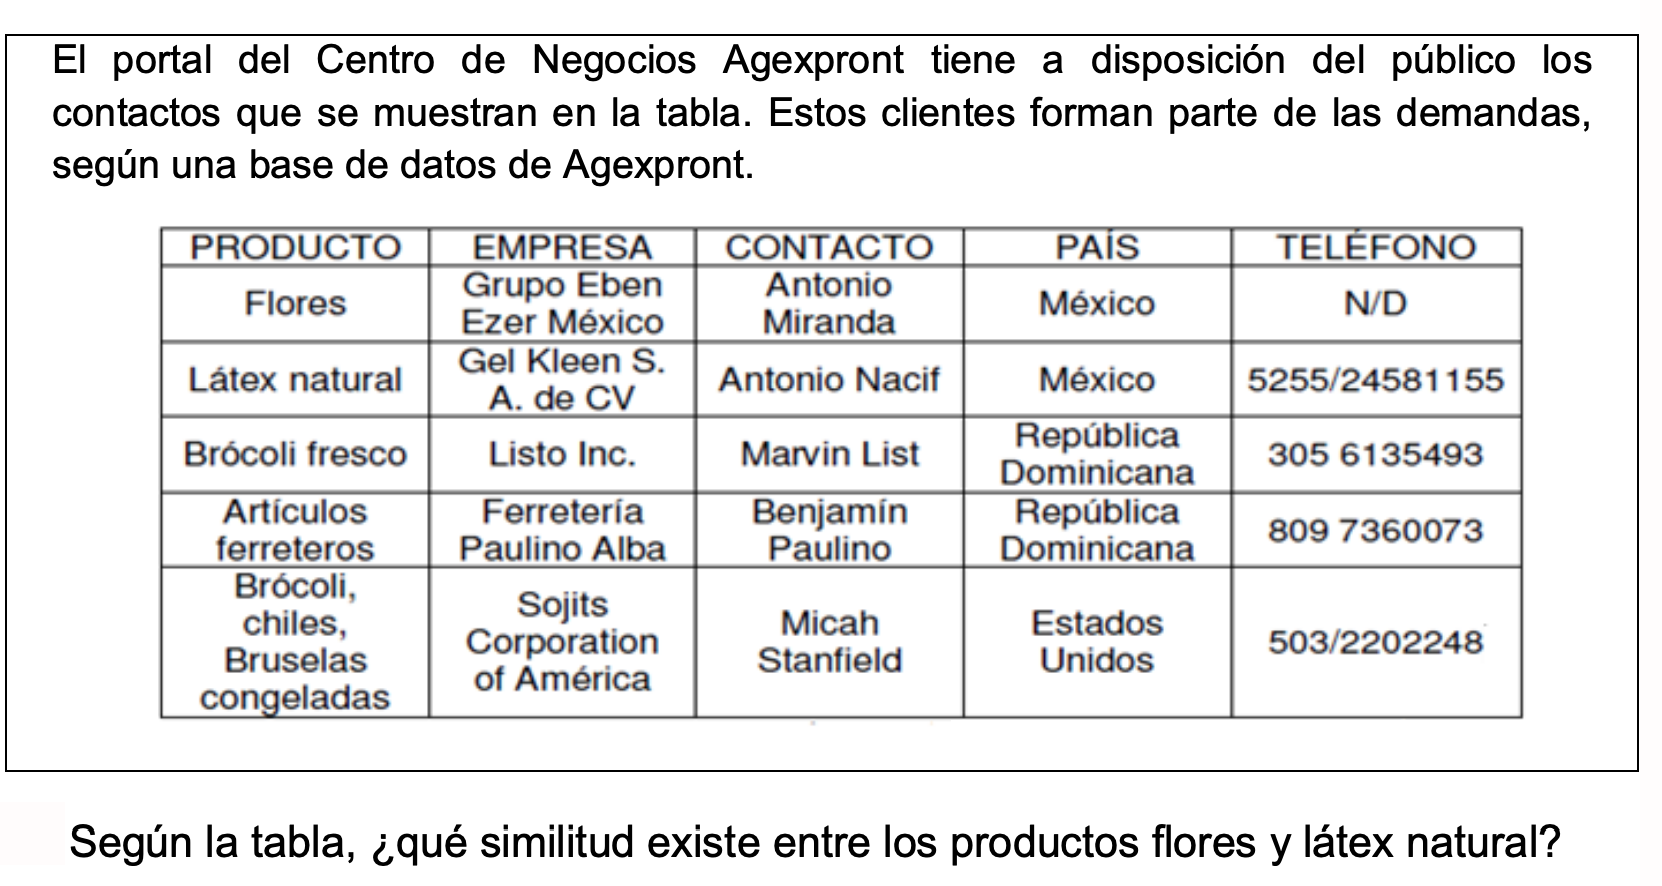 El portal del Centro de Negocios Agexpront tiene a disposición del público los
contactos que se muestran en la tabla. Estos clientes forman parte de las demandas,
según una base de datos de Agexpront.
PRODUCTO EMPRESA CONTACTO PAÍS TELÉFONO
Flores Grupo Eben Ezer México Antonio Miranda México N/D
Látex natural Gel Kleen S. A. de CV Antonio Nacif México 5255/24581155
Brócoli fresco Listo Inc. Marvin List República Dominicana 305 6135493
Artículos ferreteros Ferretería Paulino Alba Benjamín Paulino República Dominicana 809 7360073
Brócoli, chiles, Bruselas congeladas Sojits Corporation of América Micah Stanfield Estados Unidos 503/2202248
Según la tabla, ¿qué similitud existe entre los productos flores y látex natural?